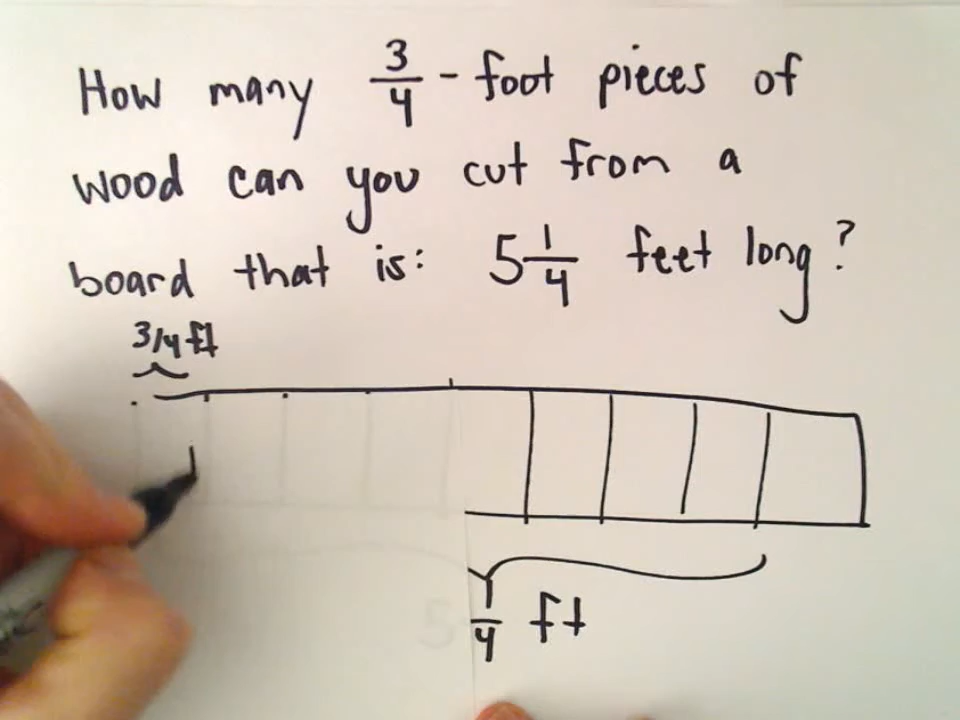 How many 3/4-foot pieces of
wood can you cut from a
board that is: 5 1/4 feet long?
3/4 ft
5 1/4 ft